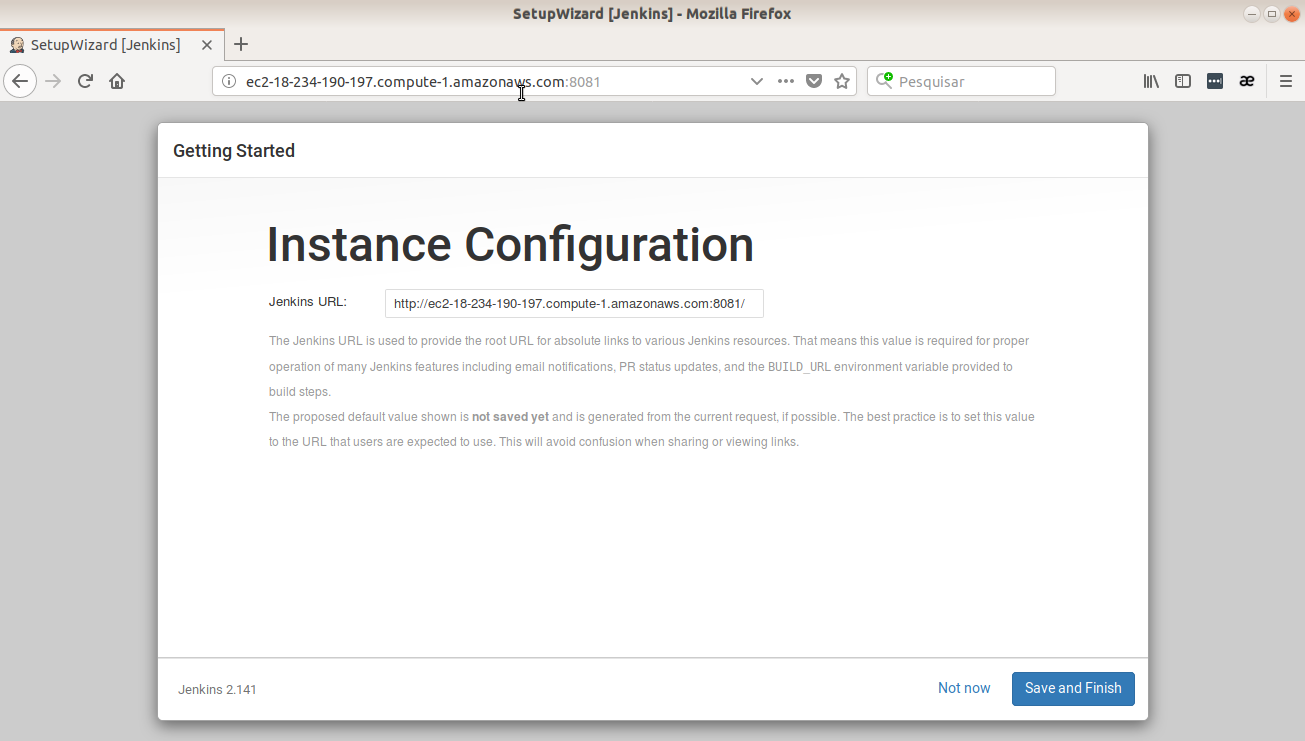 SetupWizard [Jenkins] - Mozilla Firefox
SetupWizard [Jenkins]
ec2-18-234-190-197.compute-1.amazonaws.com:8081
Pesquisar
æ
Getting Started
Instance Configuration
Jenkins URL:
http://ec2-18-234-190-197.compute-1.amazonaws.com:8081/
The Jenkins URL is used to provide the root URL for absolute links to various Jenkins resources. That means this value is required for proper
operation of many Jenkins features including email notifications, PR status updates, and the BUILD_URL environment variable provided to
build steps.
The proposed default value shown is not saved yet and is generated from the current request, if possible. The best practice is to set this value
to the URL that users are expected to use. This will avoid confusion when sharing or viewing links.
Jenkins 2.141
Not now
Save and Finish